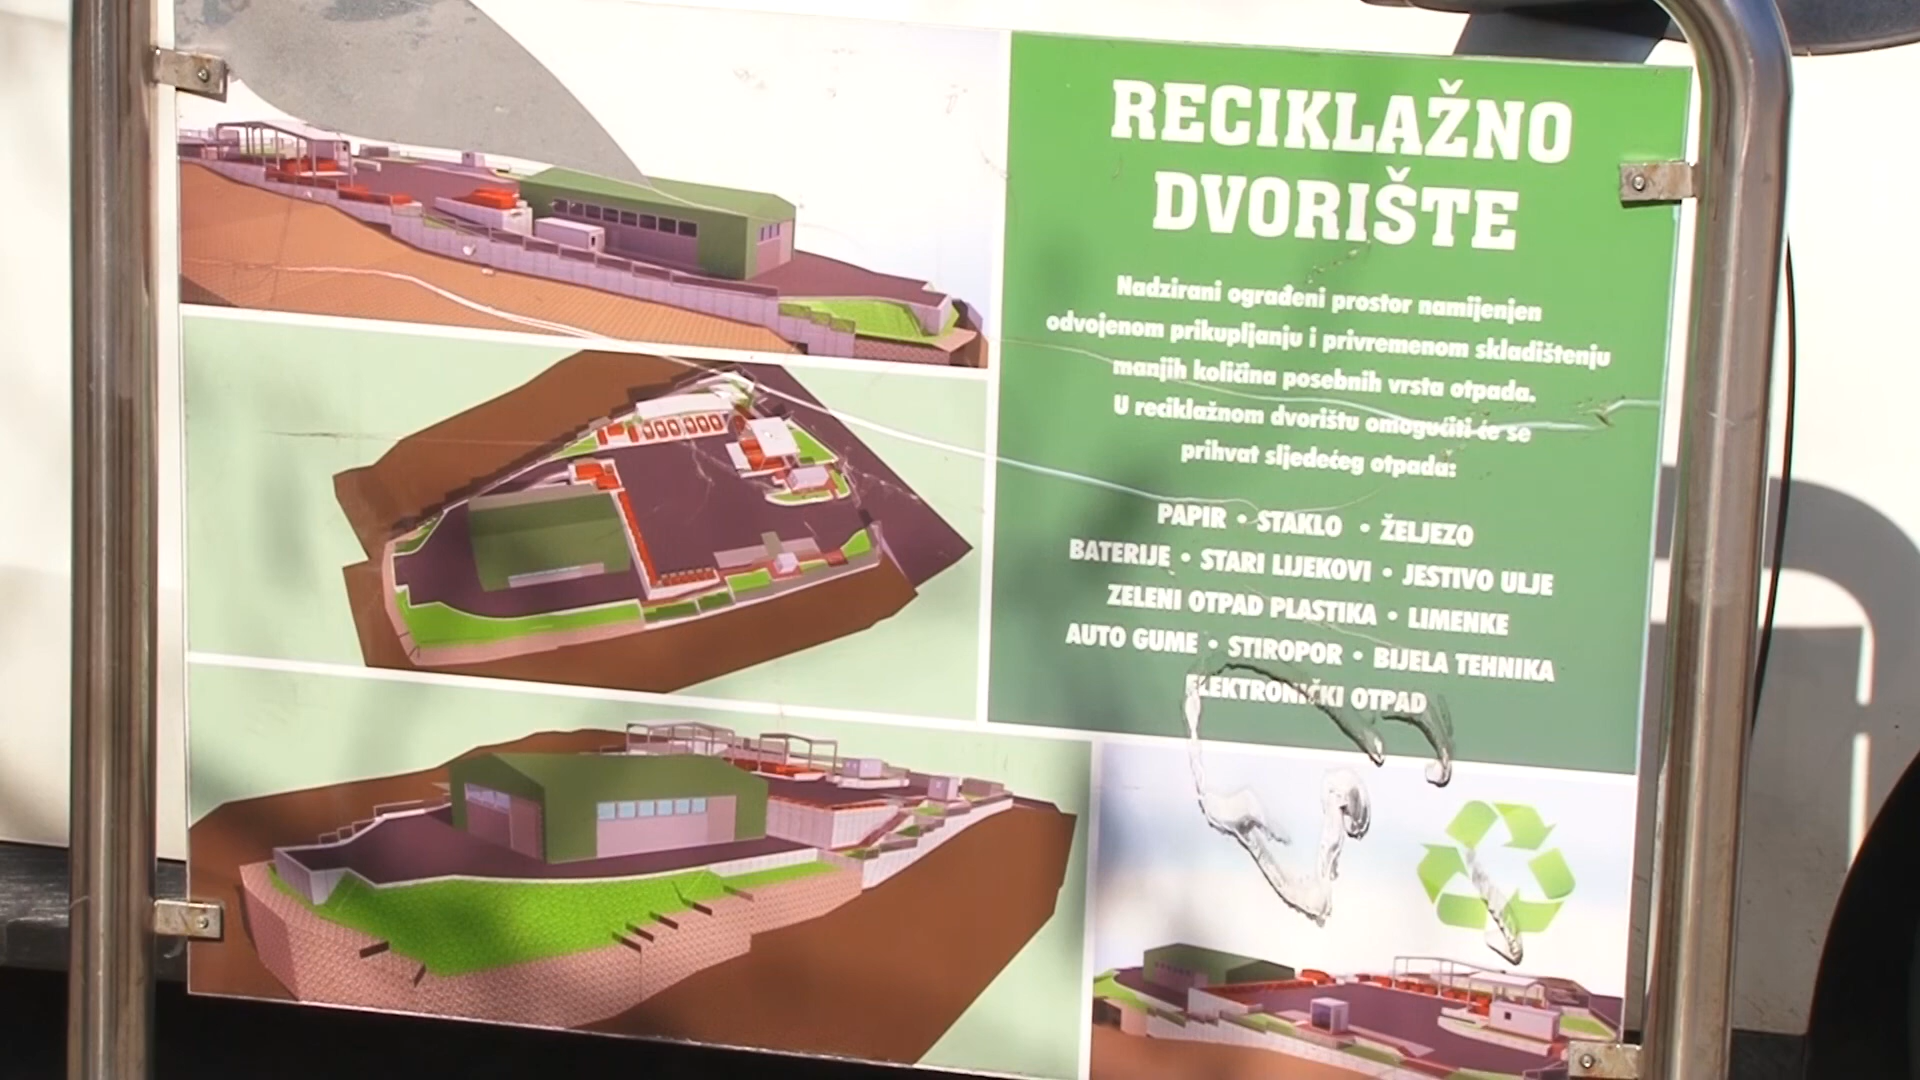 RECIKLAŽNO
DVORIŠTE
Nadzirani ograđeni prostor namijenjen
odvojenom prikupljanju i privremenom skladištenju
manjih količina posebnih vrsta otpada.
U reciklažnom dvorištu omogućiti će se
prihvat sljedećeg otpada:
PAPIR • STAKLO • ŽELJEZO
BATERIJE • STARI LIJEKOVI • JESTIVO ULJE
ZELENI OTPAD PLASTIKA • LIMENKE
AUTO GUME • STIROPOR • BIJELA TEHNIKA
ELEKTRONIČKI OTPAD